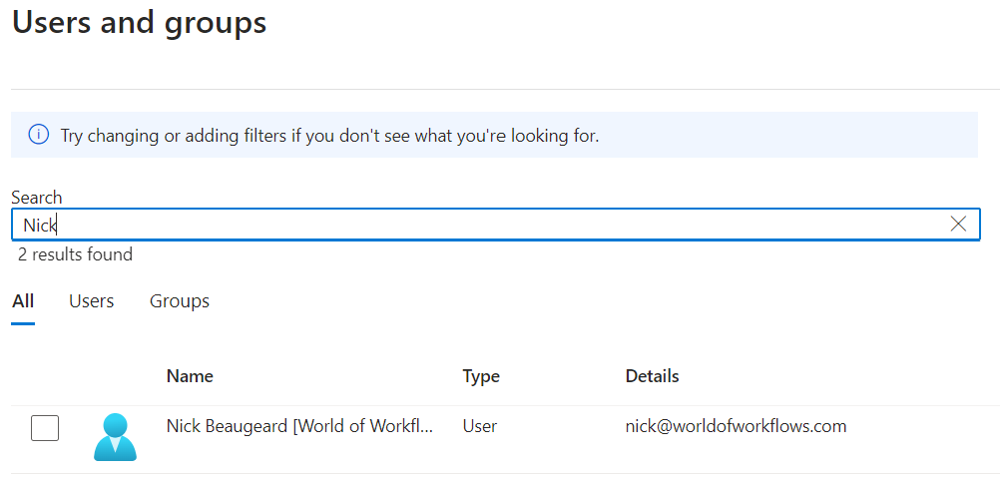 Users and groups
Try changing or adding filters if you don't see what you're looking for.
Search
Nick
2 results found
All Users Groups
Name Type Details
Nick Beaugeard [World of Workfl... User nick@worldofworkflows.com